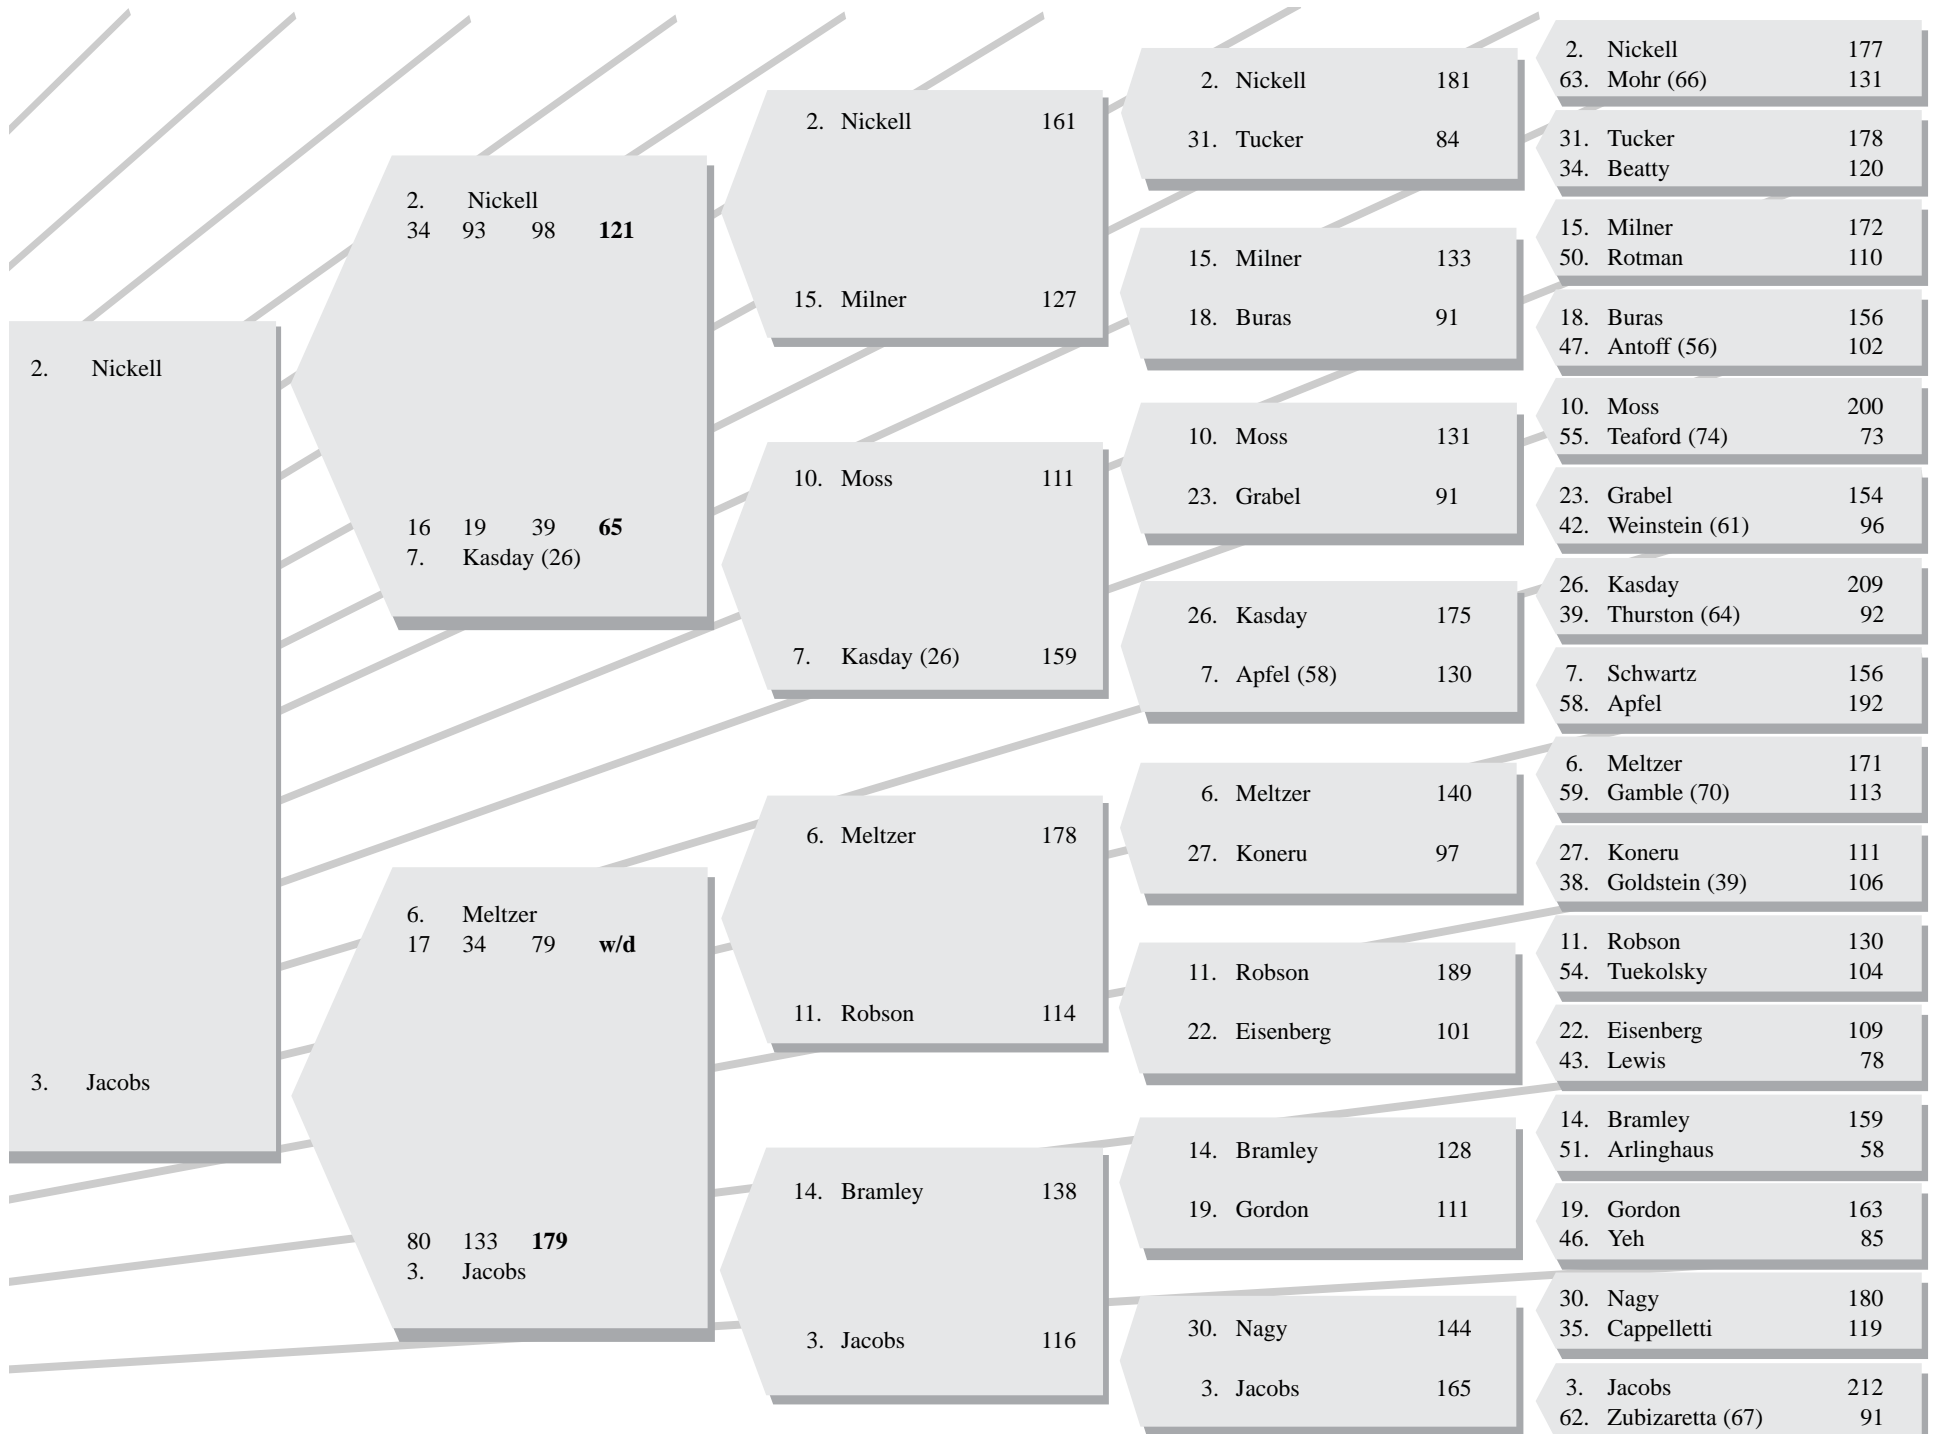 2. Nickell
3. Jacobs
2. Nickell
34 93 98 121
16 19 39 65
7. Kasday (26)
6. Meltzer
17 34 79 w/d
80 133 179
3. Jacobs
2. Nickell 161
15. Milner 127
10. Moss 111
7. Kasday (26) 159
6. Meltzer 178
11. Robson 114
14. Bramley 138
3. Jacobs 116
2. Nickell 181
31. Tucker 84
15. Milner 133
18. Buras 91
10. Moss 131
23. Grabel 91
26. Kasday 175
7. Apfel (58) 130
6. Meltzer 140
27. Koneru 97
11. Robson 189
22. Eisenberg 101
14. Bramley 128
19. Gordon 111
30. Nagy 144
3. Jacobs 165
2. Nickell 177
63. Mohr (66) 131
31. Tucker 178
34. Beatty 120
15. Milner 172
50. Rotman 110
18. Buras 156
47. Antoff (56) 102
10. Moss 200
55. Teaford (74) 73
23. Grabel 154
42. Weinstein (61) 96
26. Kasday 209
39. Thurston (64) 92
7. Schwartz 156
58. Apfel 192
6. Meltzer 171
59. Gamble (70) 113
27. Koneru 111
38. Goldstein (39) 106
11. Robson 130
54. Tuekolsky 104
22. Eisenberg 109
43. Lewis 78
14. Bramley 159
51. Arlinghaus 58
19. Gordon 163
46. Yeh 85
30. Nagy 180
35. Cappelletti 119
3. Jacobs 212
62. Zubizaretta (67) 91